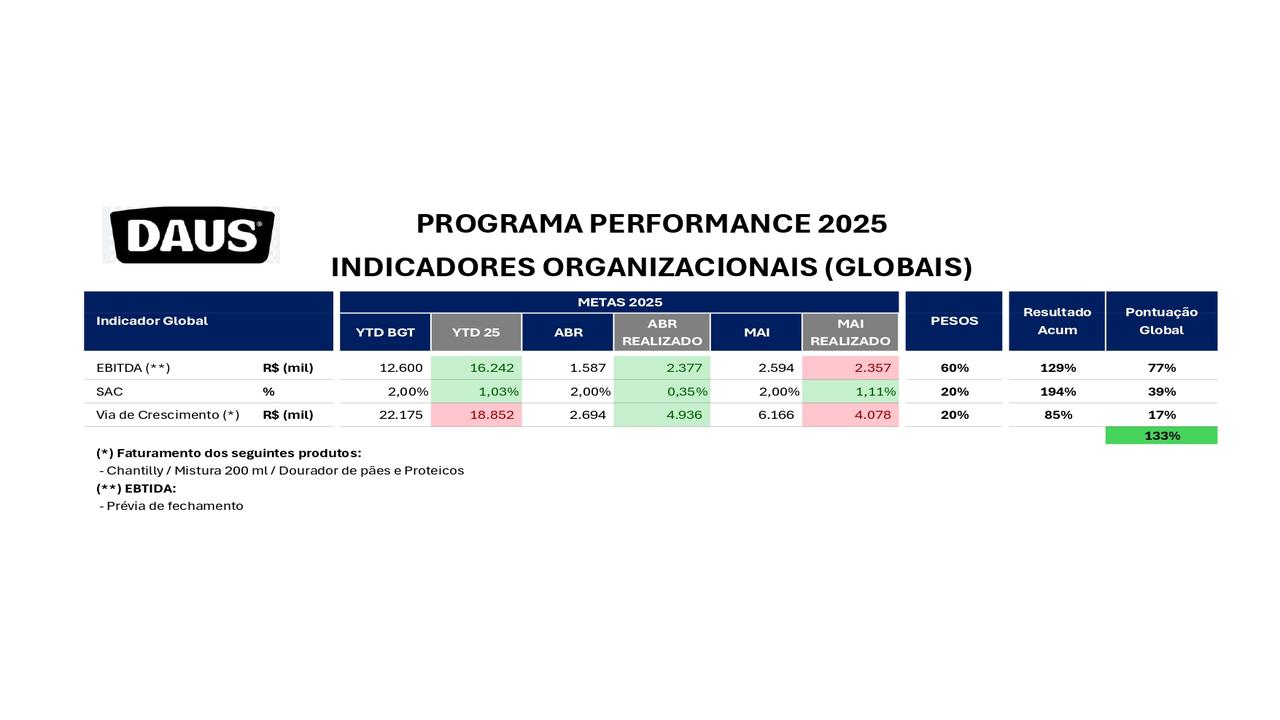 DAUS®
PROGRAMA PERFORMANCE 2025
INDICADORES ORGANIZACIONAIS (GLOBAIS)
Indicador Global
METAS 2025
YTD BGT YTD 25 ABR ABR REALIZADO MAI MAI REALIZADO
PESOS
Resultado Acum
Pontuação Global
EBITDA (**) R$ (mil) 12.600 16.242 1.587 2.377 2.594 2.357 60% 129% 77%
SAC % 2,00% 1,03% 2,00% 0,35% 2,00% 1,11% 20% 194% 39%
Via de Crescimento (*) R$ (mil) 22.175 18.852 2.694 4.936 6.166 4.078 20% 85% 17%
133%
(*) Faturamento dos seguintes produtos:
- Chantilly / Mistura 200 ml / Dourador de pães e Proteicos
(**) EBTIDA:
- Prévia de fechamento